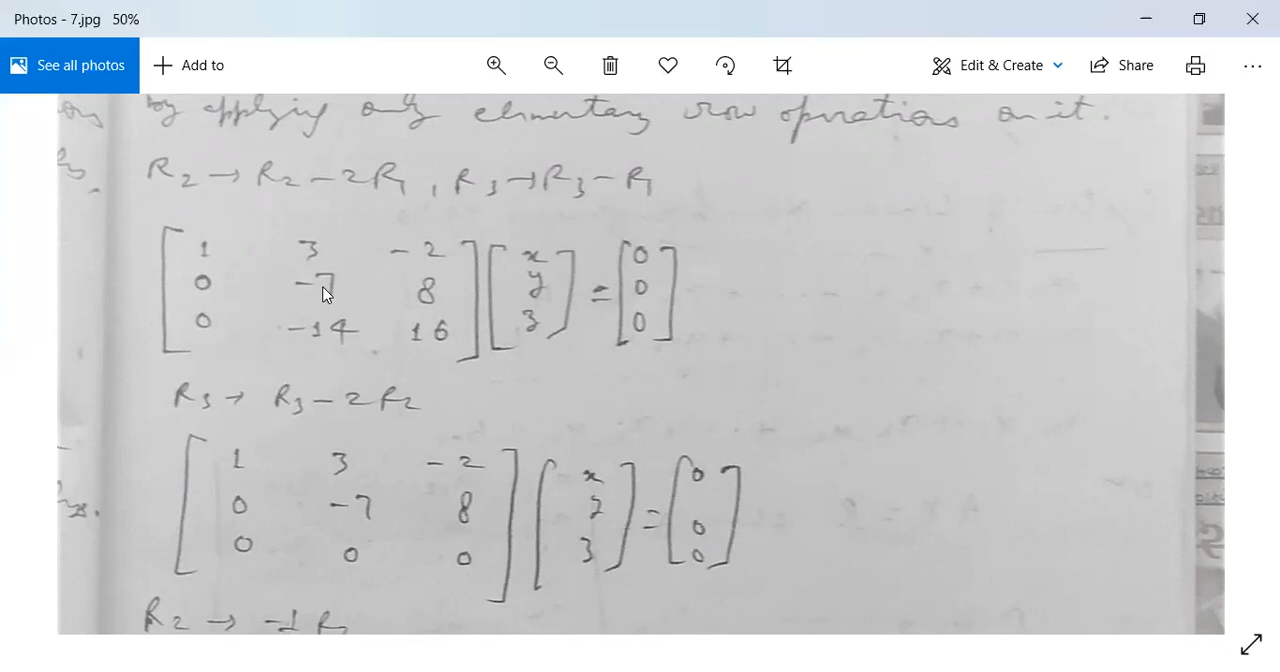 Photos - 7.jpg 50%
See all photos
Add to
Edit & Create
Share
by applying only elementary row operations on it.
R2 → R2 - 2R1, R3 → R3 - R1
1 3 -2 x 0
0 -7 8 y = 0
0 -14 16 z 0
R3 → R3 - 2R2
1 3 -2 x 0
0 -7 8 y = 0
0 0 0 z 0
R2 → -1